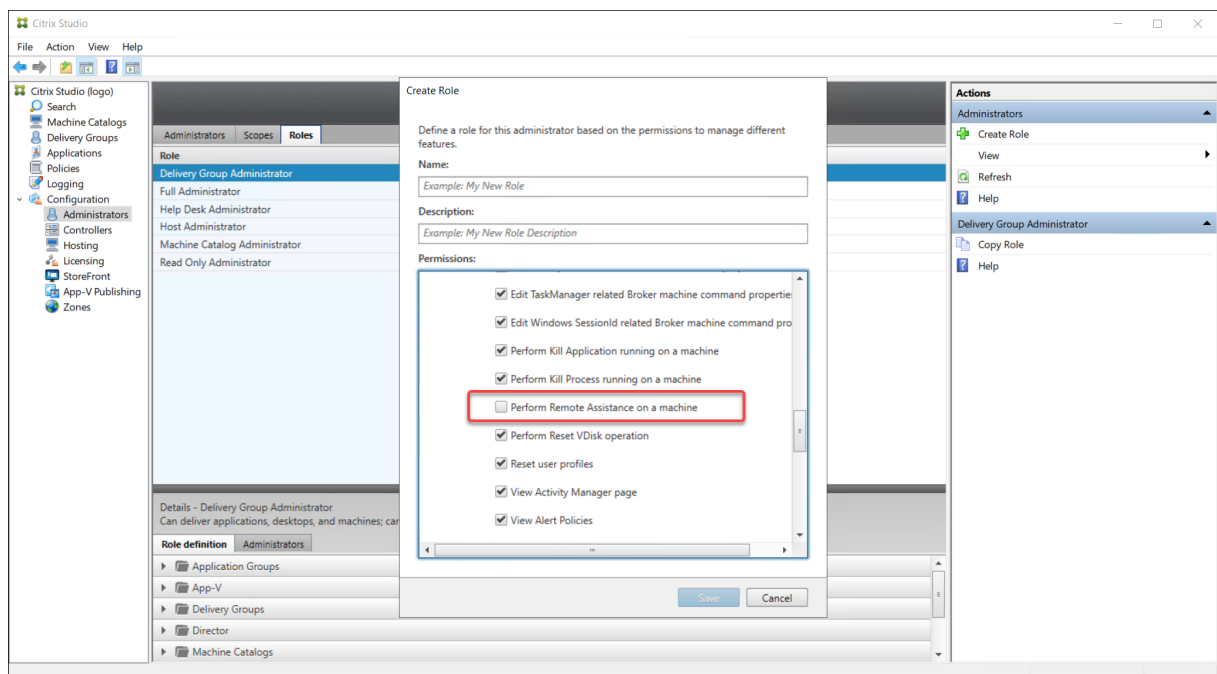 Citrix Studio
File Action View Help
Citrix Studio (logo)
Search
Machine Catalogs
Delivery Groups
Applications
Policies
Logging
Configuration
Administrators
Controllers
Hosting
Licensing
StoreFront
App-V Publishing
Zones
Administrators Scopes Roles
Role
Delivery Group Administrator
Full Administrator
Help Desk Administrator
Host Administrator
Machine Catalog Administrator
Read Only Administrator
Details - Delivery Group Administrator
Can deliver applications, desktops, and machines; car
Role definition Administrators
Application Groups
App-V
Delivery Groups
Director
Machine Catalogs
Create Role
Define a role for this administrator based on the permissions to manage different
features.
Name:
Example: My New Role
Description:
Example: My New Role Description
Permissions:
Edit TaskManager related Broker machine command propertie
Edit Windows SessionId related Broker machine command pro
Perform Kill Application running on a machine
Perform Kill Process running on a machine
Perform Remote Assistance on a machine
Perform Reset VDisk operation
Reset user profiles
View Activity Manager page
View Alert Policies
Save Cancel
Actions
Administrators
Create Role
View
Refresh
Help
Delivery Group Administrator
Copy Role
Help